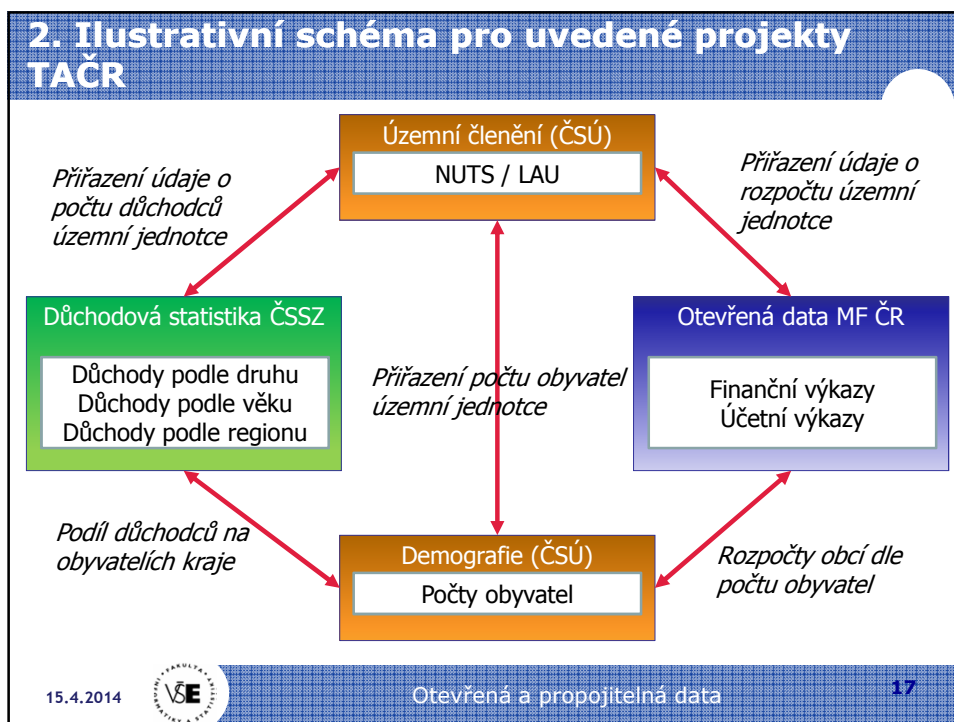 2. Ilustrativní schéma pro uvedené projekty
TAČR
Územní členění (ČSÚ)
NUTS / LAU
Přiřazení údaje o
počtu důchodců
územní jednotce
Přiřazení údaje o
rozpočtu územní
jednotce
Důchodová statistika ČSSZ
Důchody podle druhu
Důchody podle věku
Důchody podle regionu
Přiřazení počtu obyvatel
územní jednotce
Otevřená data MF ČR
Finanční výkazy
Účetní výkazy
Podíl důchodců na
obyvatelích kraje
Demografie (ČSÚ)
Počty obyvatel
Rozpočty obcí dle
počtu obyvatel
15.4.2014
VŠE
Otevřená a propojitelná data
17